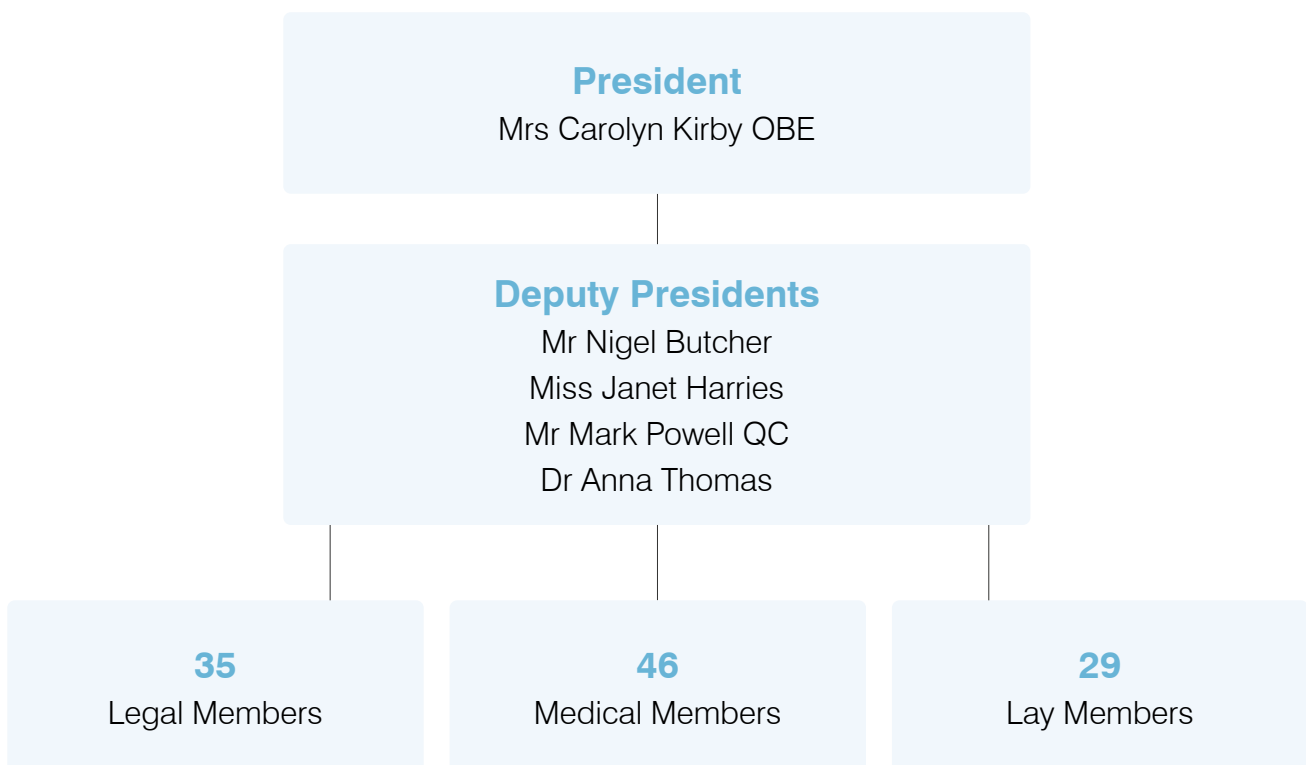 President
Mrs Carolyn Kirby OBE
Deputy Presidents
Mr Nigel Butcher
Miss Janet Harries
Mr Mark Powell QC
Dr Anna Thomas
35
Legal Members
46
Medical Members
29
Lay Members